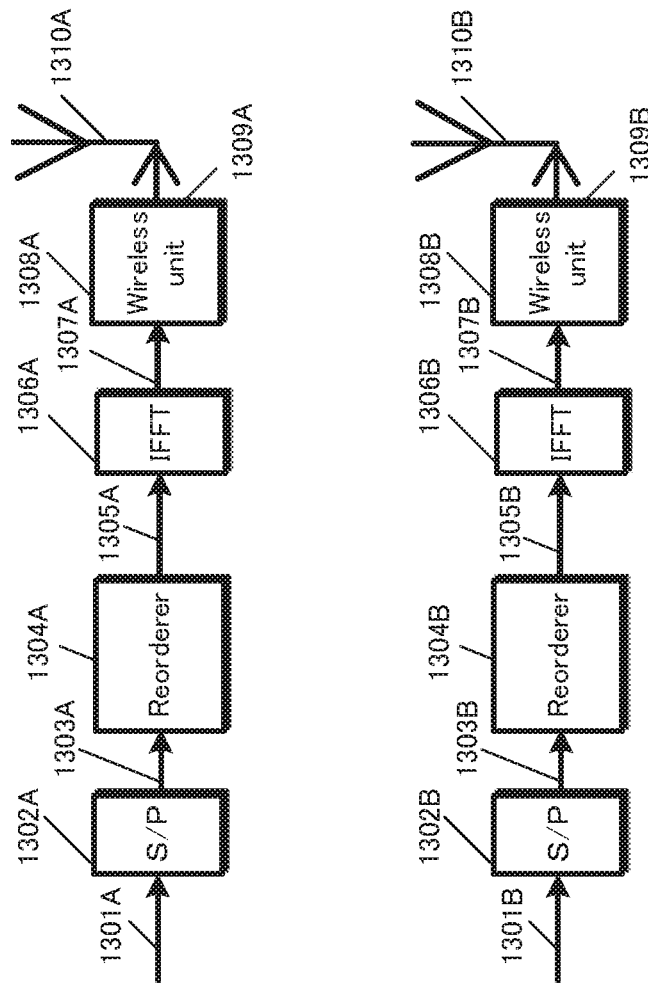 1301A
1302A
S/P
1303A
1304A
Reorderer
1305A
1306A
IFFT
1307A
1308A
Wireless
unit
1309A
1310A
1301B
1302B
S/P
1303B
1304B
Reorderer
1305B
1306B
IFFT
1307B
1308B
Wireless
unit
1309B
1310B